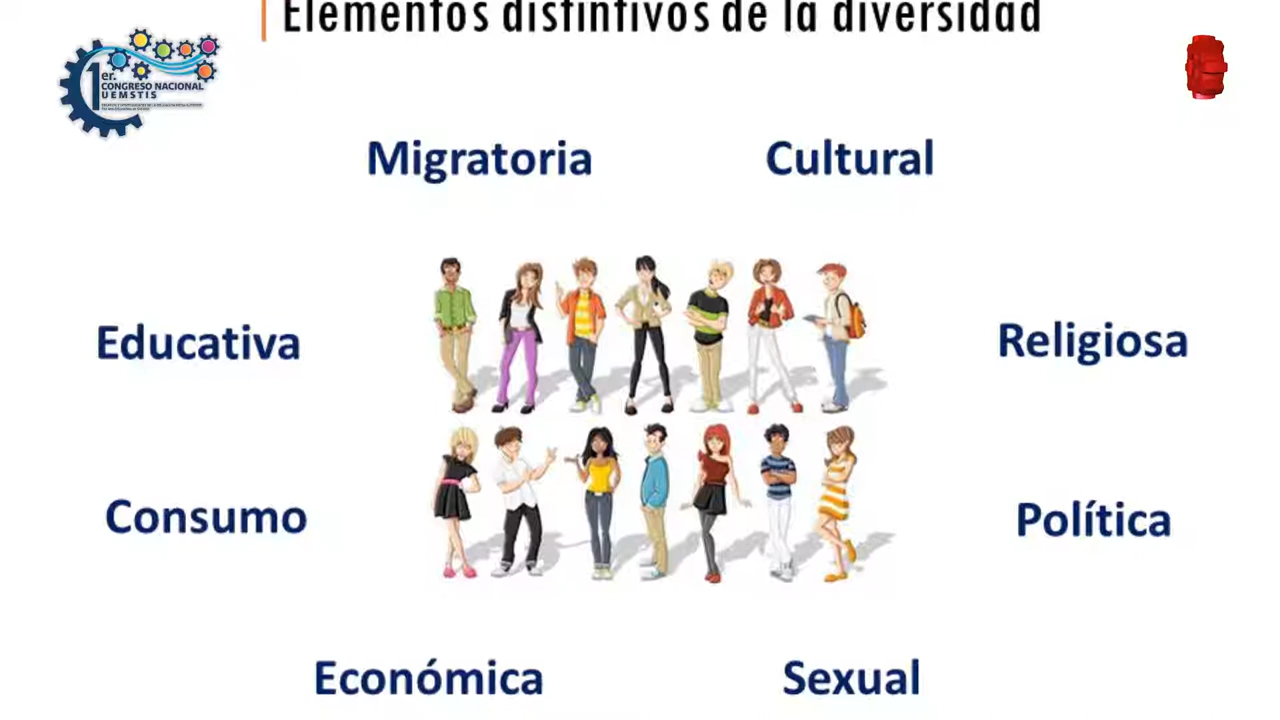 Elementos distintivos de la diversidad
1er.
CONGRESO NACIONAL
UEMSTIS
Migratoria
Cultural
Educativa
Religiosa
Consumo
Política
Económica
Sexual